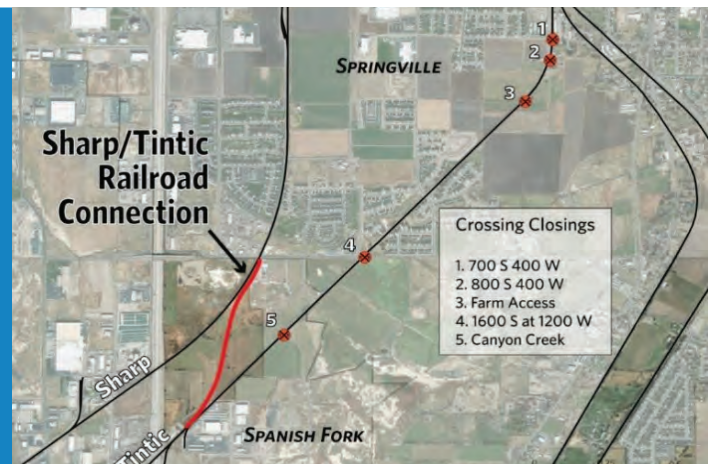 1
2
SPRINGVILLE
3
Sharp/Tintic
Railroad
Connection
4
Crossing Closings
1. 700 S 400 W
2. 800 S 400 W
3. Farm Access
4. 1600 S at 1200 W
5. Canyon Creek
5
Sharp
Tintic
SPANISH FORK